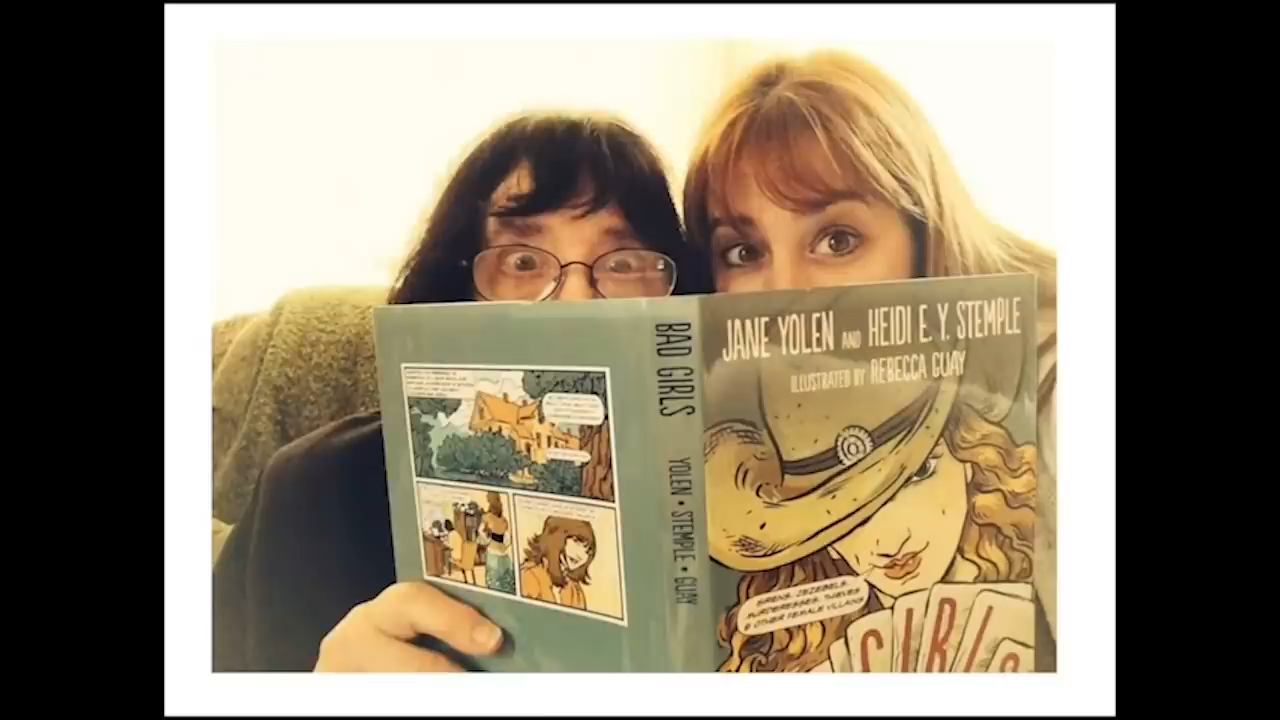 JANE YOLEN AND HEIDI E. Y. STEMPLE
ILLUSTRATED BY REBECCA GUAY
BAD GIRLS
YOLEN • STEMPLE • GUAY
SIRENS, JEZEBELS,
MURDERESSES, THIEVES
& OTHER FEMALE VILLAINS
GIRLS